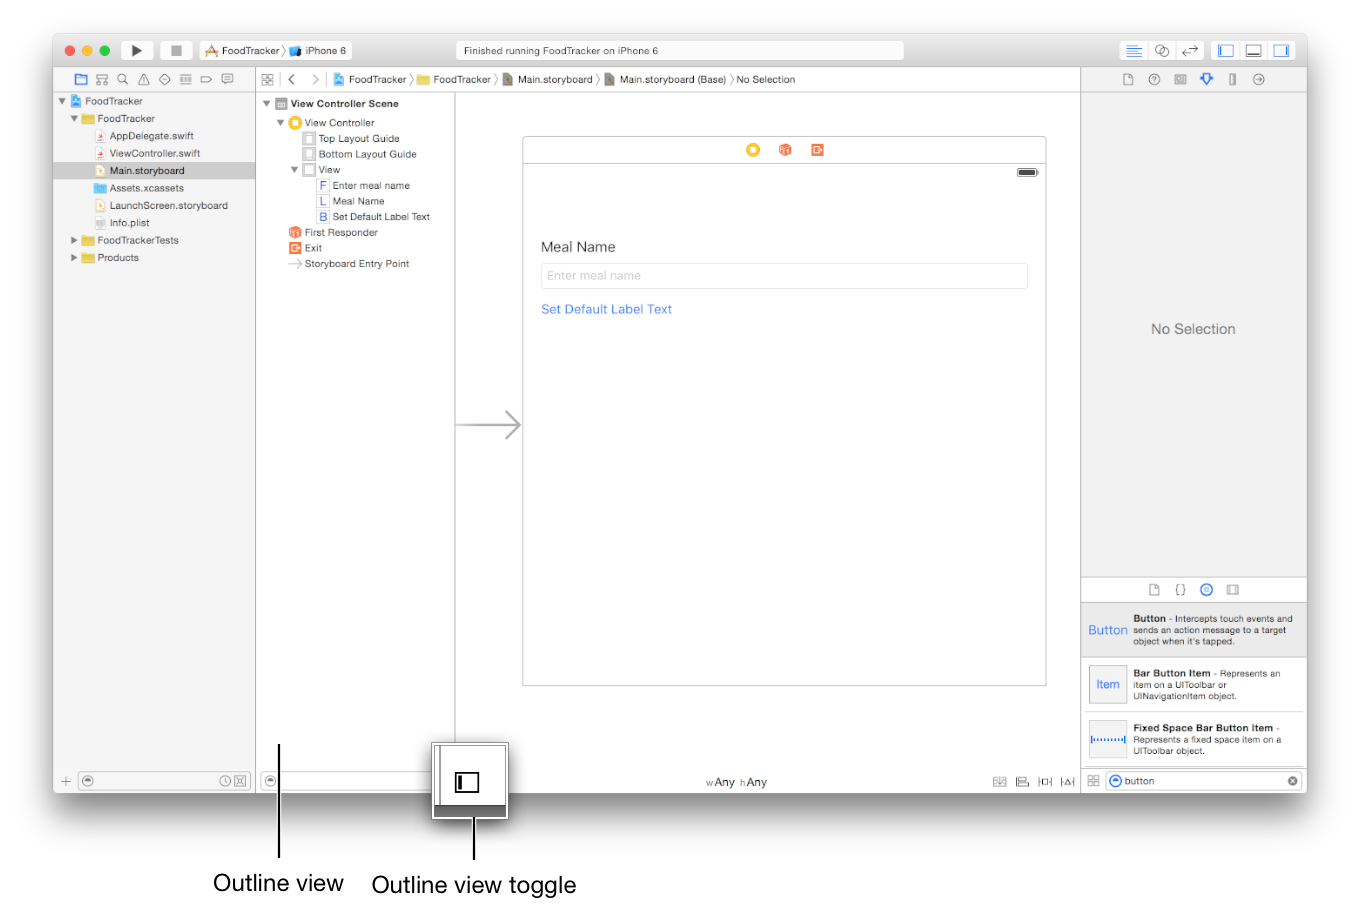 FoodTracker
iPhone 6
Finished running FoodTracker on iPhone 6
FoodTracker
FoodTracker
Main.storyboard
Main.storyboard (Base)
No Selection
FoodTracker
FoodTracker
AppDelegate.swift
ViewController.swift
Main.storyboard
Assets.xcassets
LaunchScreen.storyboard
Info.plist
FoodTrackerTests
Products
View Controller Scene
View Controller
Top Layout Guide
Bottom Layout Guide
View
F Enter meal name
L Meal Name
B Set Default Label Text
First Responder
Exit
Storyboard Entry Point
Meal Name
Enter meal name
Set Default Label Text
No Selection
{}
Button
Button - Intercepts touch events and
sends an action message to a target
object when it's tapped.
Item
Bar Button Item - Represents an
item on a UIToolbar or
UINavigationItem object.
Fixed Space Bar Button Item -
Represents a fixed space item on a
UIToolbar object.
wAny hAny
button
Outline view
Outline view toggle